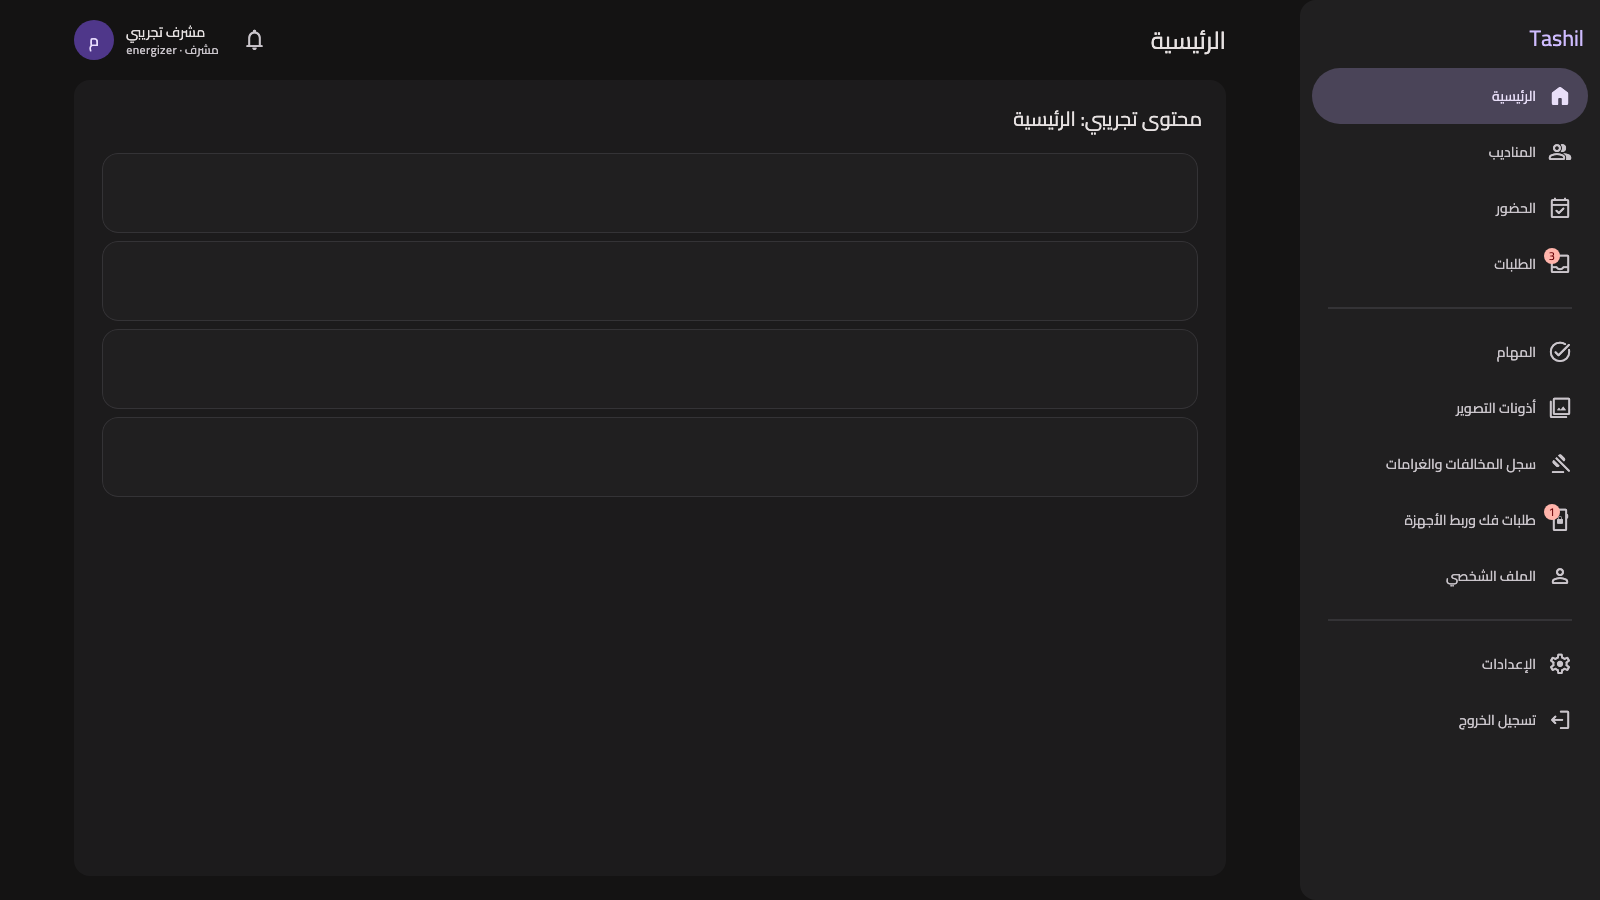 Tashil
الرئيسية
المناديب
الحضور
3
الطلبات
المهام
أذونات التصوير
سجل المخالفات والغرامات
1
طلبات فك وربط الأجهزة
الملف الشخصي
الإعدادات
تسجيل الخروج
الرئيسية
مشرف تجريبي
مشرف · energizer
م
محتوى تجريبي: الرئيسية